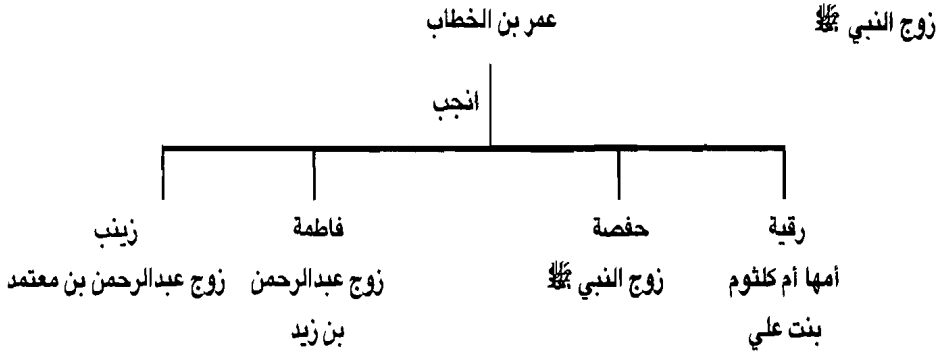 زوج النبي ﷺ
عمر بن الخطاب
انجب
رقية
أمها أم كلثوم
بنت علي
حفصة
زوج النبي ﷺ
فاطمة
زوج عبدالرحمن
بن زيد
زينب
زوج عبدالرحمن بن معتمد